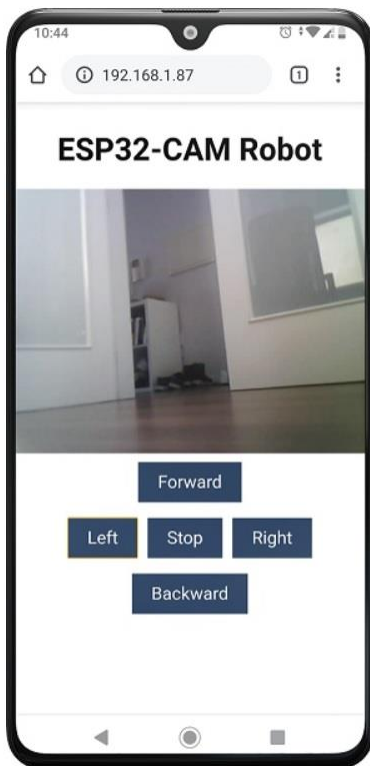 10:44
192.168.1.87
1
ESP32-CAM Robot
Forward
Left Stop Right
Backward